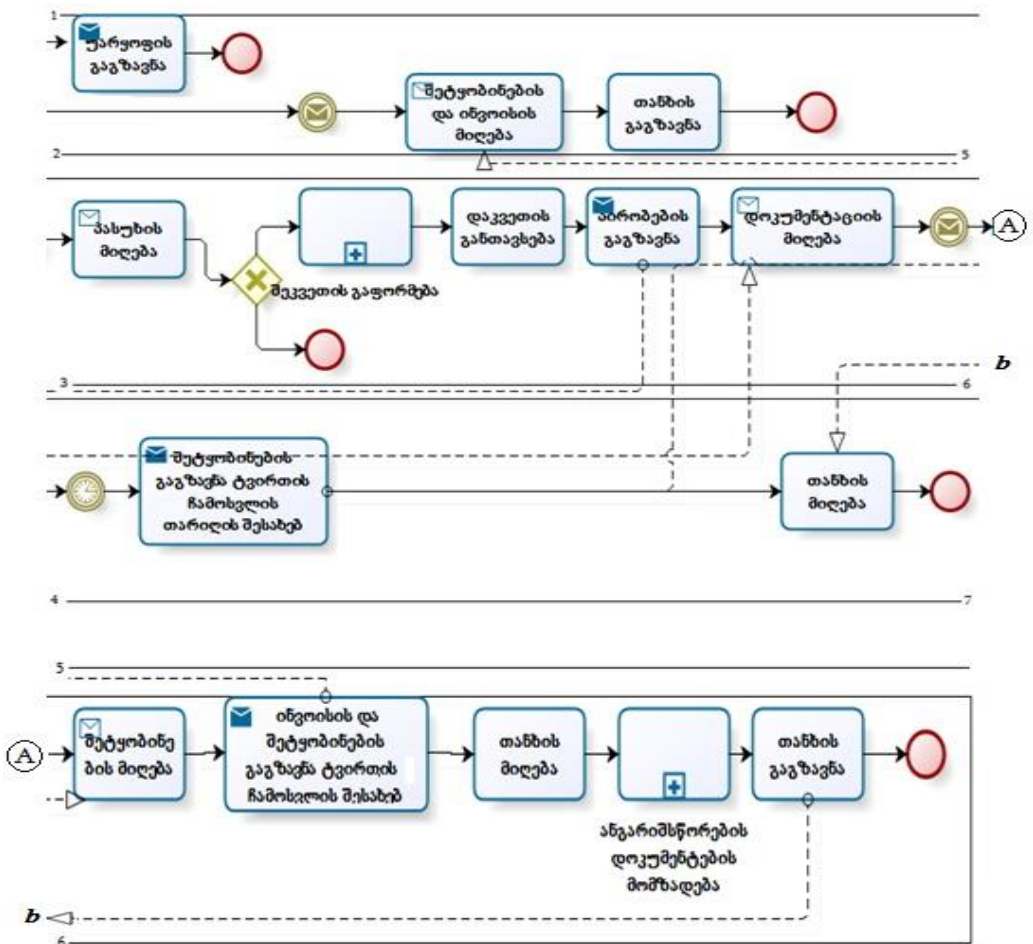 1
უარყოფის
გაგზავნა
შეტყობინების
და ინვოისის
მიღება
თანხის
გაგზავნა
2
5
პასუხის
მიღება
დაკვეთის
განთავსება
პირობების
გაგზავნა
დოკუმენტაციის
მიღება
A
შეკვეთის გაფორმება
b
3
6
შეტყობინების
გაგზავნა ტვირთის
ჩამოსვლის
თარიღის შესახებ
თანხის
მიღება
4
7
5
A
შეტყობინე
ბის მიღება
ინვოისის და
შეტყობინების
გაგზავნა ტვირთის
ჩამოსვლის შესახებ
თანხის
მიღება
თანხის
გაგზავნა
ანგარიშსწორების
დოკუმენტების
მომზადება
b
6